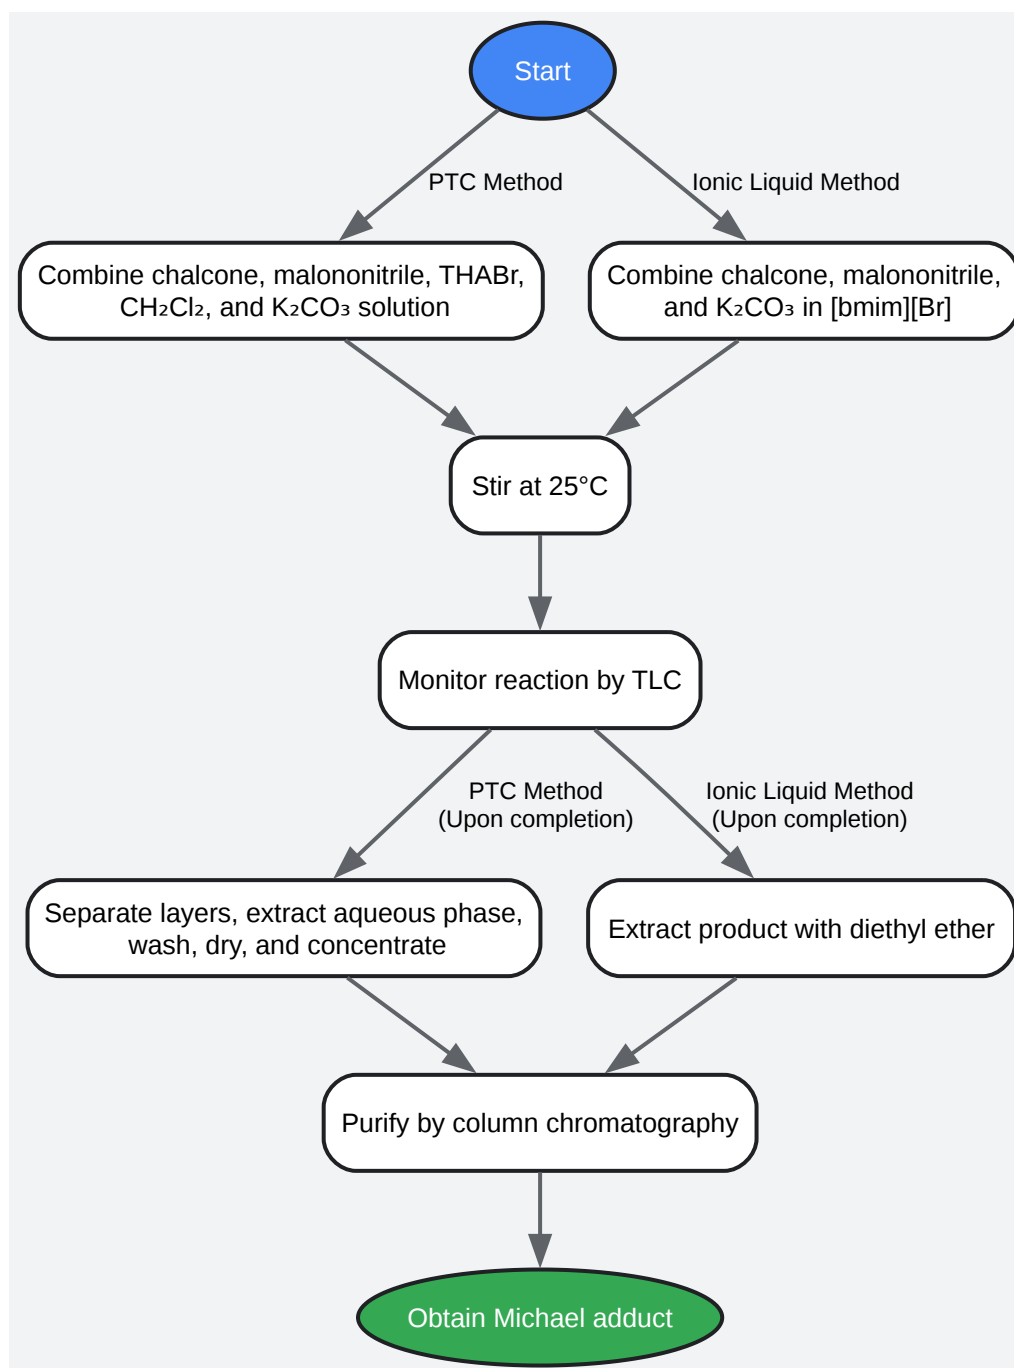 Start
PTC Method
Ionic Liquid Method
Combine chalcone, malononitrile, THABr,
CH₂Cl₂, and K₂CO₃ solution
Combine chalcone, malononitrile,
and K₂CO₃ in [bmim][Br]
Stir at 25°C
Monitor reaction by TLC
PTC Method
(Upon completion)
Ionic Liquid Method
(Upon completion)
Separate layers, extract aqueous phase,
wash, dry, and concentrate
Extract product with diethyl ether
Purify by column chromatography
Obtain Michael adduct